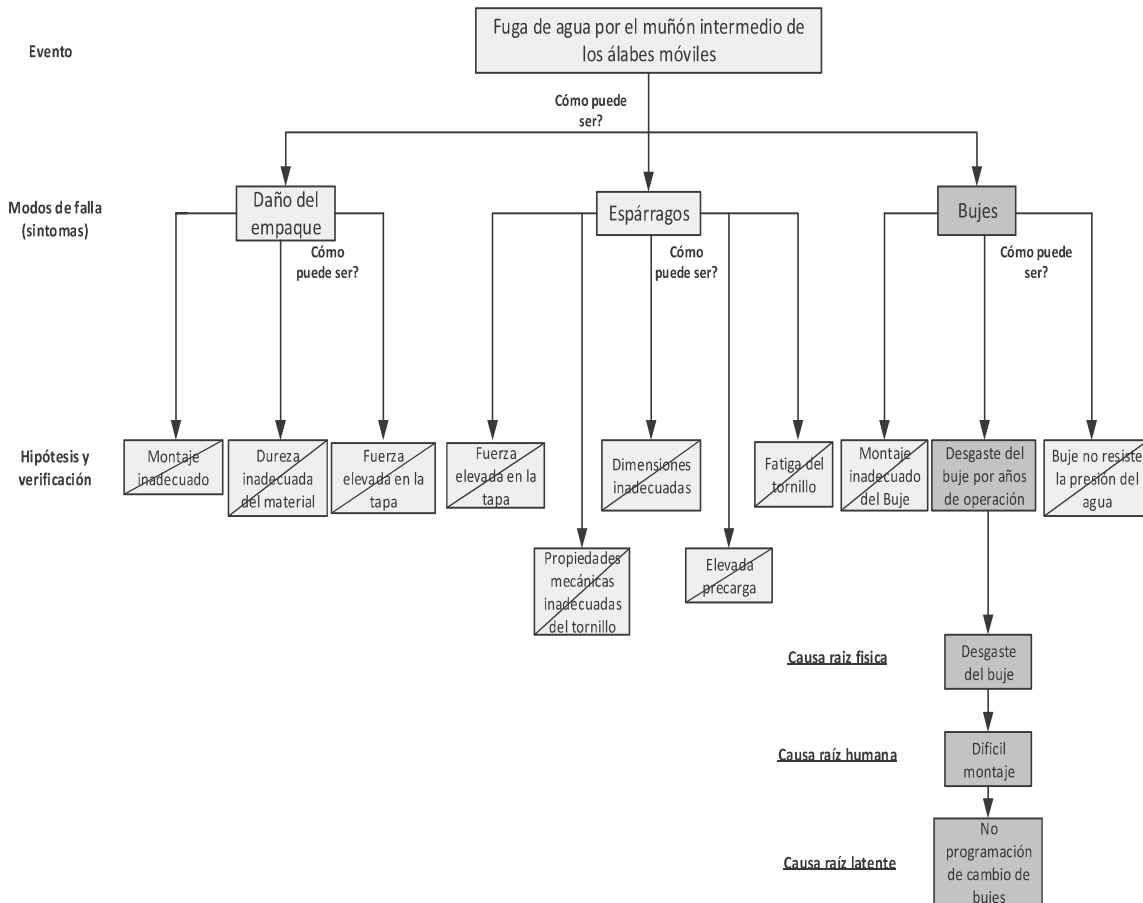 Fuga de agua por el muñón intermedio de
los álabes móviles
Evento
Cómo puede
ser?
Modos de falla
(sintomas)
Daño del
empaque
Cómo
puede ser?
Espárragos
Cómo
puede ser?
Bujes
Cómo puede
ser?
Hipótesis y
verificación
Montaje
inadecuado
Dureza
inadecuada
del material
Fuerza
elevada en la
tapa
Fuerza
elevada en la
tapa
Dimensiones
inadecuadas
Fatiga del
tornillo
Montaje
inadecuado
del Buje
Desgaste del
buje por años
de operación
Buje no resiste
la presión del
agua
Propiedades
mecánicas
inadecuadas
del tornillo
Elevada
precarga
Causa raiz fisica
Desgaste
del buje
Causa raíz humana
Dificil
montaje
Causa raíz latente
No
programación
de cambio de
bujes